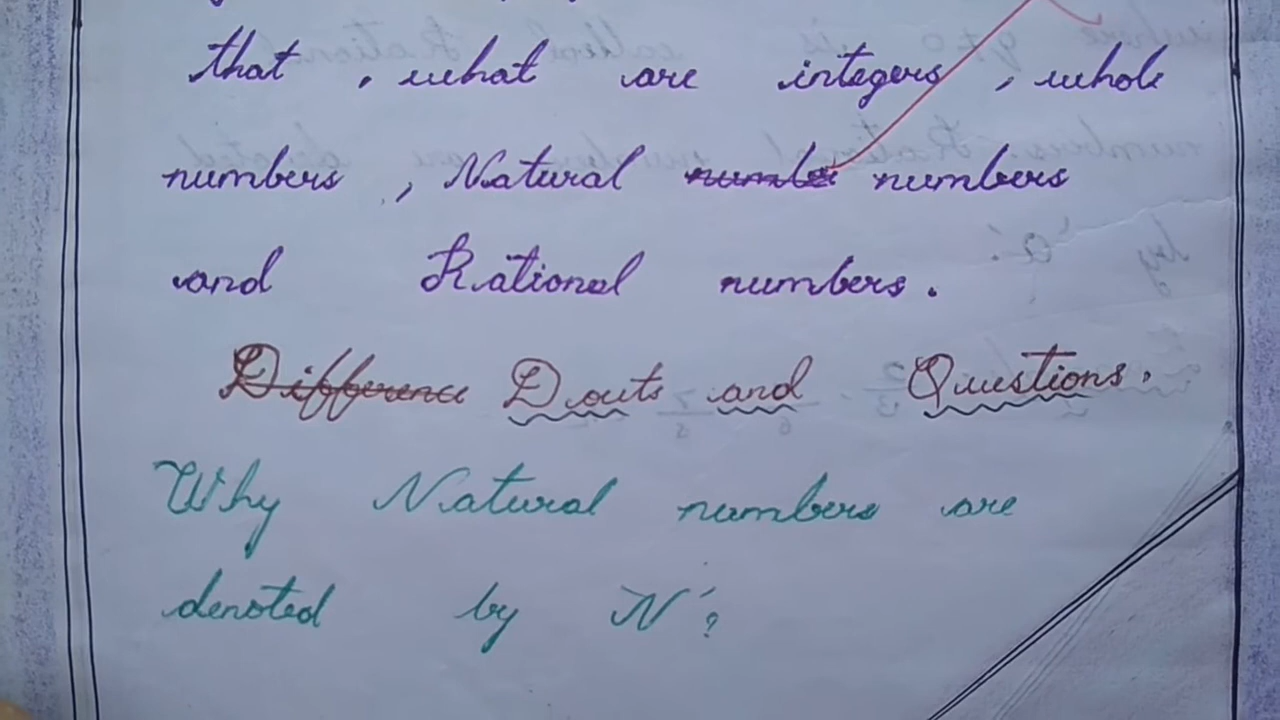 that , what are integers , whole
numbers , Natural numbers
and Rational numbers .
Difference Douts and Questions.
Why Natural numbers are
denoted by N'?